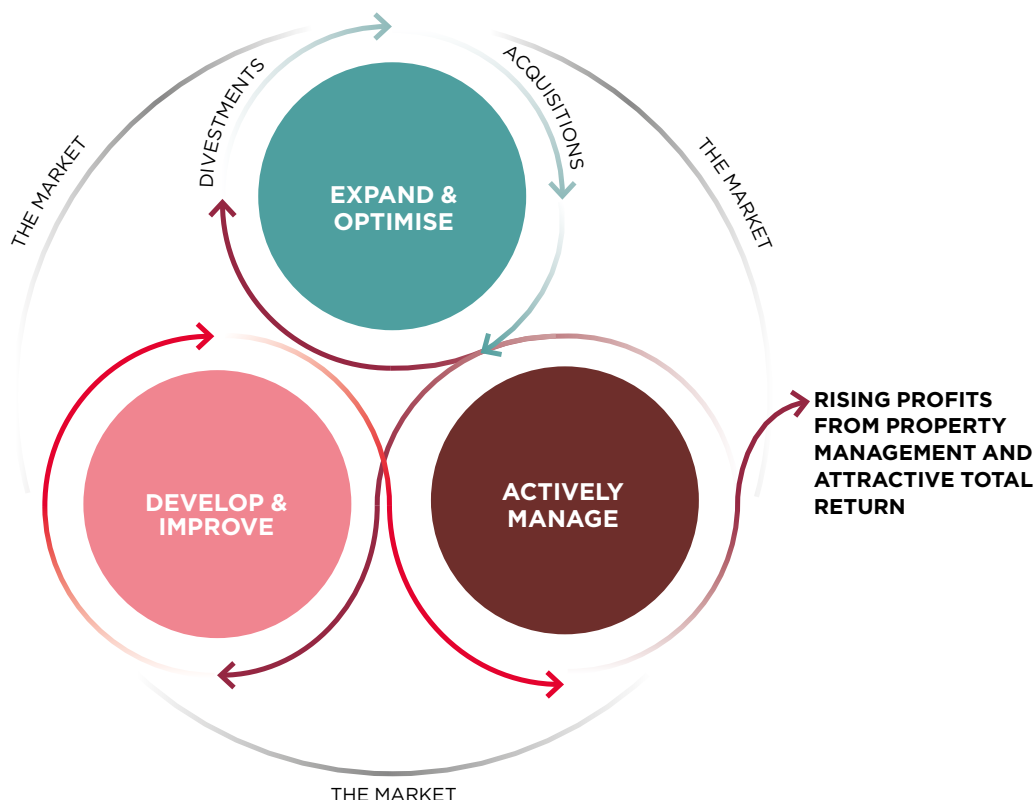 DIVESTMENTS
ACQUISITIONS
THE MARKET
THE MARKET
EXPAND &
OPTIMISE
RISING PROFITS
FROM PROPERTY
MANAGEMENT AND
ATTRACTIVE TOTAL
RETURN
DEVELOP &
IMPROVE
ACTIVELY
MANAGE
THE MARKET